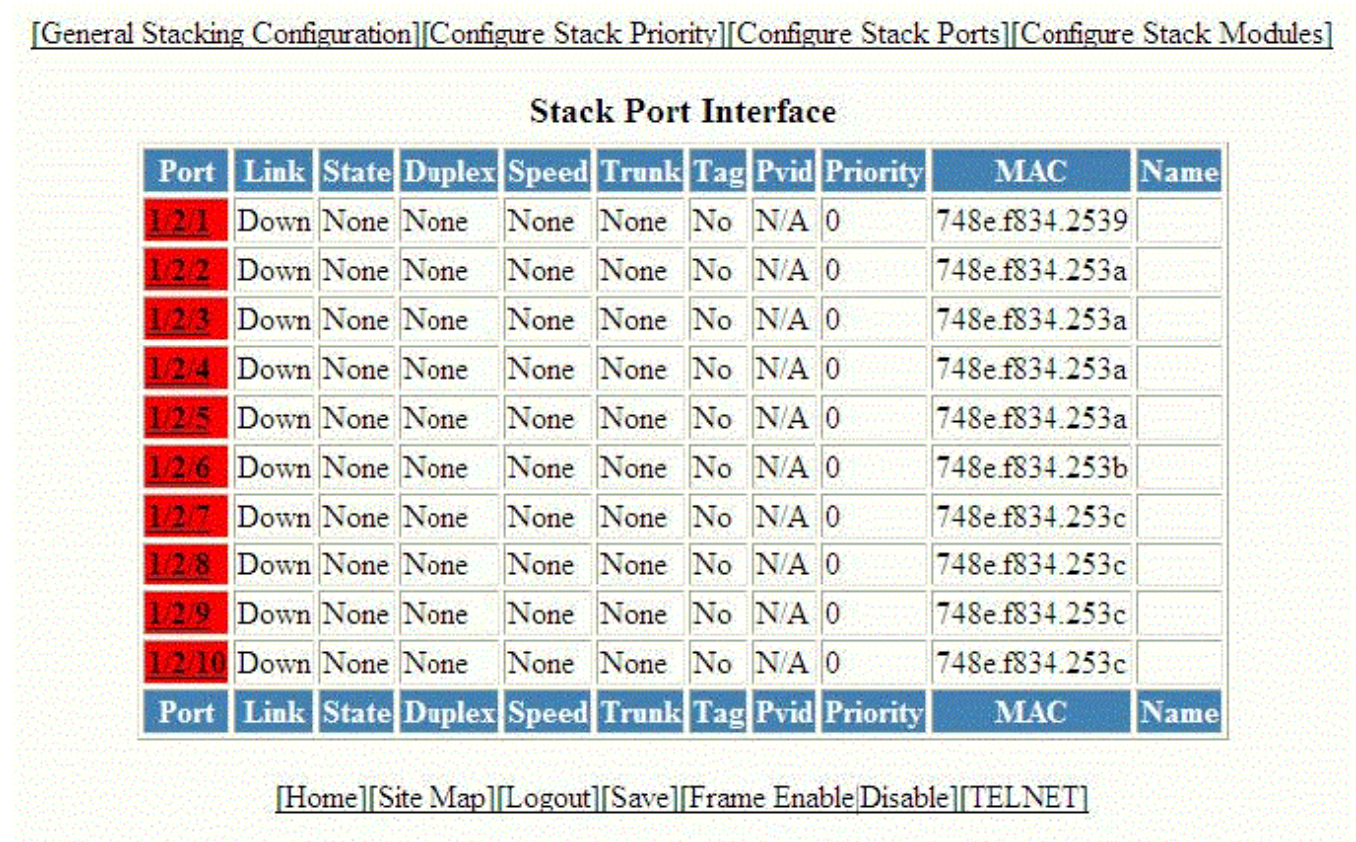 [General Stacking Configuration][Configure Stack Priority][Configure Stack Ports][Configure Stack Modules]
Stack Port Interface
Port Link State Duplex Speed Trunk Tag Pvid Priority MAC Name
1/2/1 Down None None None None No N/A 0 748e.f834.2539
1/2/2 Down None None None None No N/A 0 748e.f834.253a
1/2/3 Down None None None None No N/A 0 748e.f834.253a
1/2/4 Down None None None None No N/A 0 748e.f834.253a
1/2/5 Down None None None None No N/A 0 748e.f834.253a
1/2/6 Down None None None None No N/A 0 748e.f834.253b
1/2/7 Down None None None None No N/A 0 748e.f834.253c
1/2/8 Down None None None None No N/A 0 748e.f834.253c
1/2/9 Down None None None None No N/A 0 748e.f834.253c
1/2/10 Down None None None None No N/A 0 748e.f834.253c
Port Link State Duplex Speed Trunk Tag Pvid Priority MAC Name
[Home][Site Map][Logout][Save][Frame Enable|Disable][TELNET]